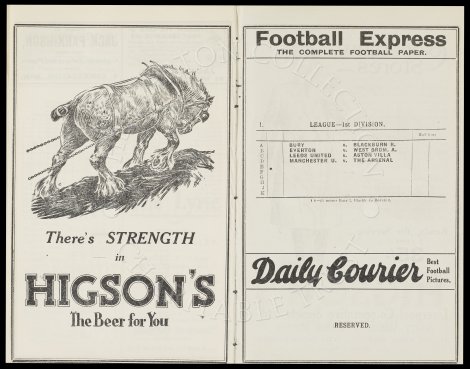 There's STRENGTH
in
HIGSON'S
The Beer for You
Football Express
THE COMPLETE FOOTBALL PAPER.
1. LEAGUE—1st DIVISION.
A BURY v. BLACKBURN R.
B EVERTON v. WEST BROM. A.
C LEEDS UNITED v. ASTON VILLA
D MANCHESTER U. v. THE ARSENAL
E
F
G
H
J
K
Daily Courier Best Football Pictures,
RESERVED.